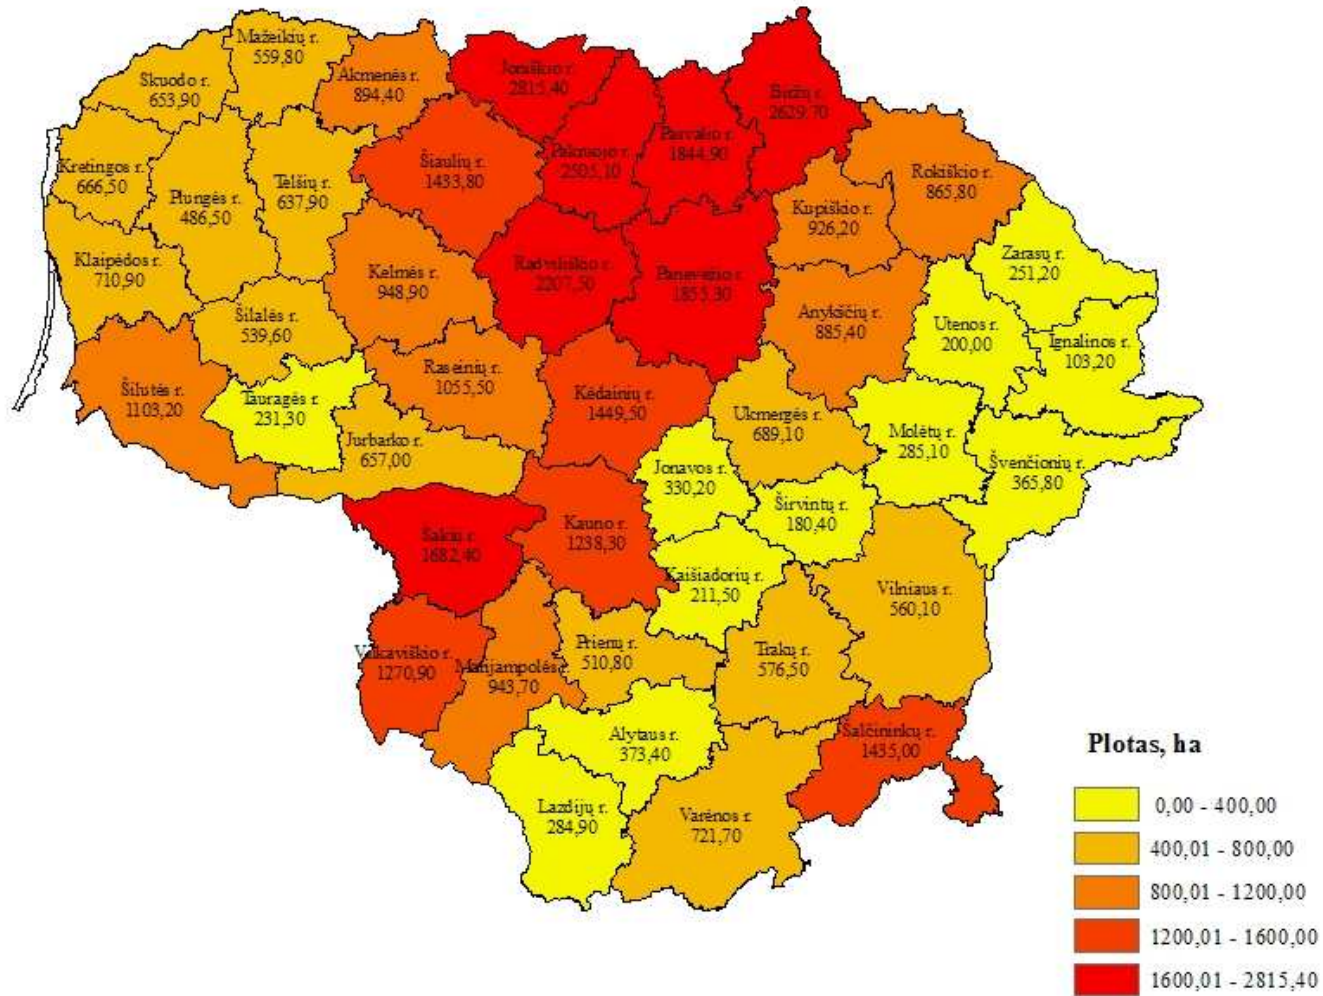 Mažeikių r.
559,80
Skuodo r.
653,90
Akmenės r.
894,40
Joniškio r.
2815,40
Biržų r.
2629,70
Kretingos r.
666,50
Plungės r.
486,50
Telšių r.
637,90
Šiaulių r.
1433,80
Pakruojo r.
2505,10
Pasvalio r.
1844,90
Rokiškio r.
865,80
Kupiškio r.
926,20
Klaipėdos r.
710,90
Kelmės r.
948,90
Radviliškio r.
2207,50
Panevėžio r.
1855,30
Zarasų r.
251,20
Šilalės r.
539,60
Anykščių r.
885,40
Utenos r.
200,00
Ignalinos r.
103,20
Šilutės r.
1103,20
Tauragės r.
231,30
Raseinių r.
1055,50
Kėdainių r.
1449,50
Ukmergės r.
689,10
Molėtų r.
285,10
Jurbarko r.
657,00
Jonavos r.
330,20
Švenčionių r.
365,80
Širvintų r.
180,40
Šakių r.
1682,40
Kauno r.
1238,30
Kaišiadorių r.
211,50
Vilniaus r.
560,10
Vilkaviškio r.
1270,90
Marijampolės r.
943,70
Prienų r.
510,80
Trakų r.
576,50
Alytaus r.
373,40
Šalčininkų r.
1435,00
Lazdijų r.
284,90
Varėnos r.
721,70
Plotas, ha
0,00 - 400,00
400,01 - 800,00
800,01 - 1200,00
1200,01 - 1600,00
1600,01 - 2815,40